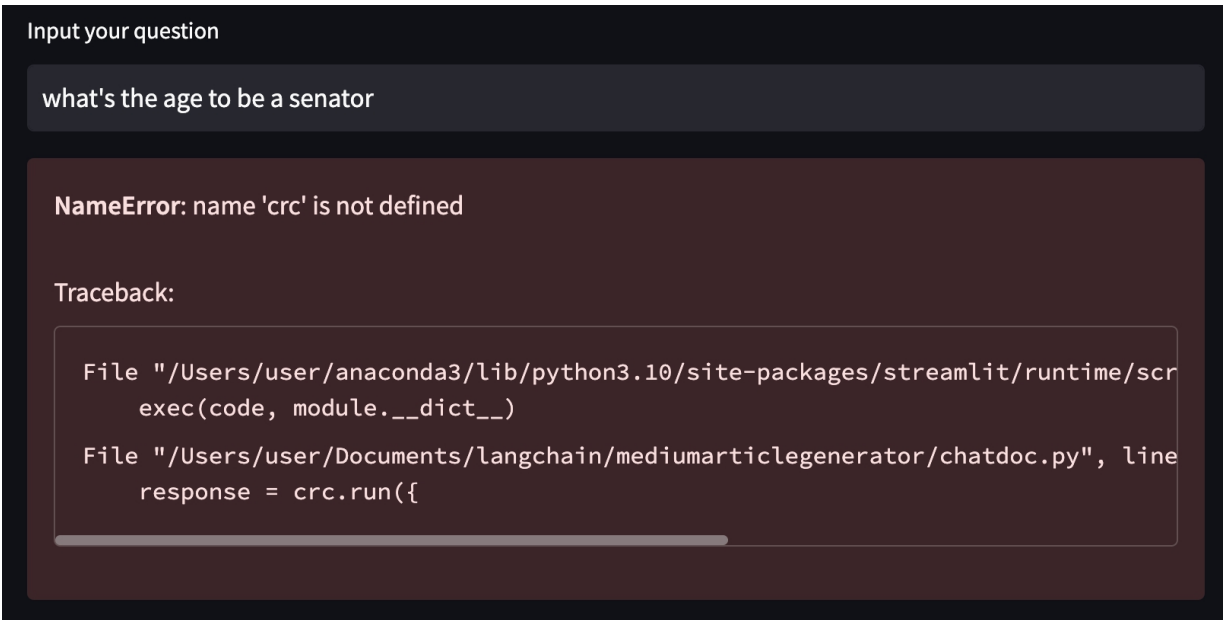 Input your question
what's the age to be a senator
NameError: name 'crc' is not defined
Traceback:
File "/Users/user/anaconda3/lib/python3.10/site-packages/streamlit/runtime/scr
exec(code, module.__dict__)
File "/Users/user/Documents/langchain/mediumarticlegenerator/chatdoc.py", line
response = crc.run({